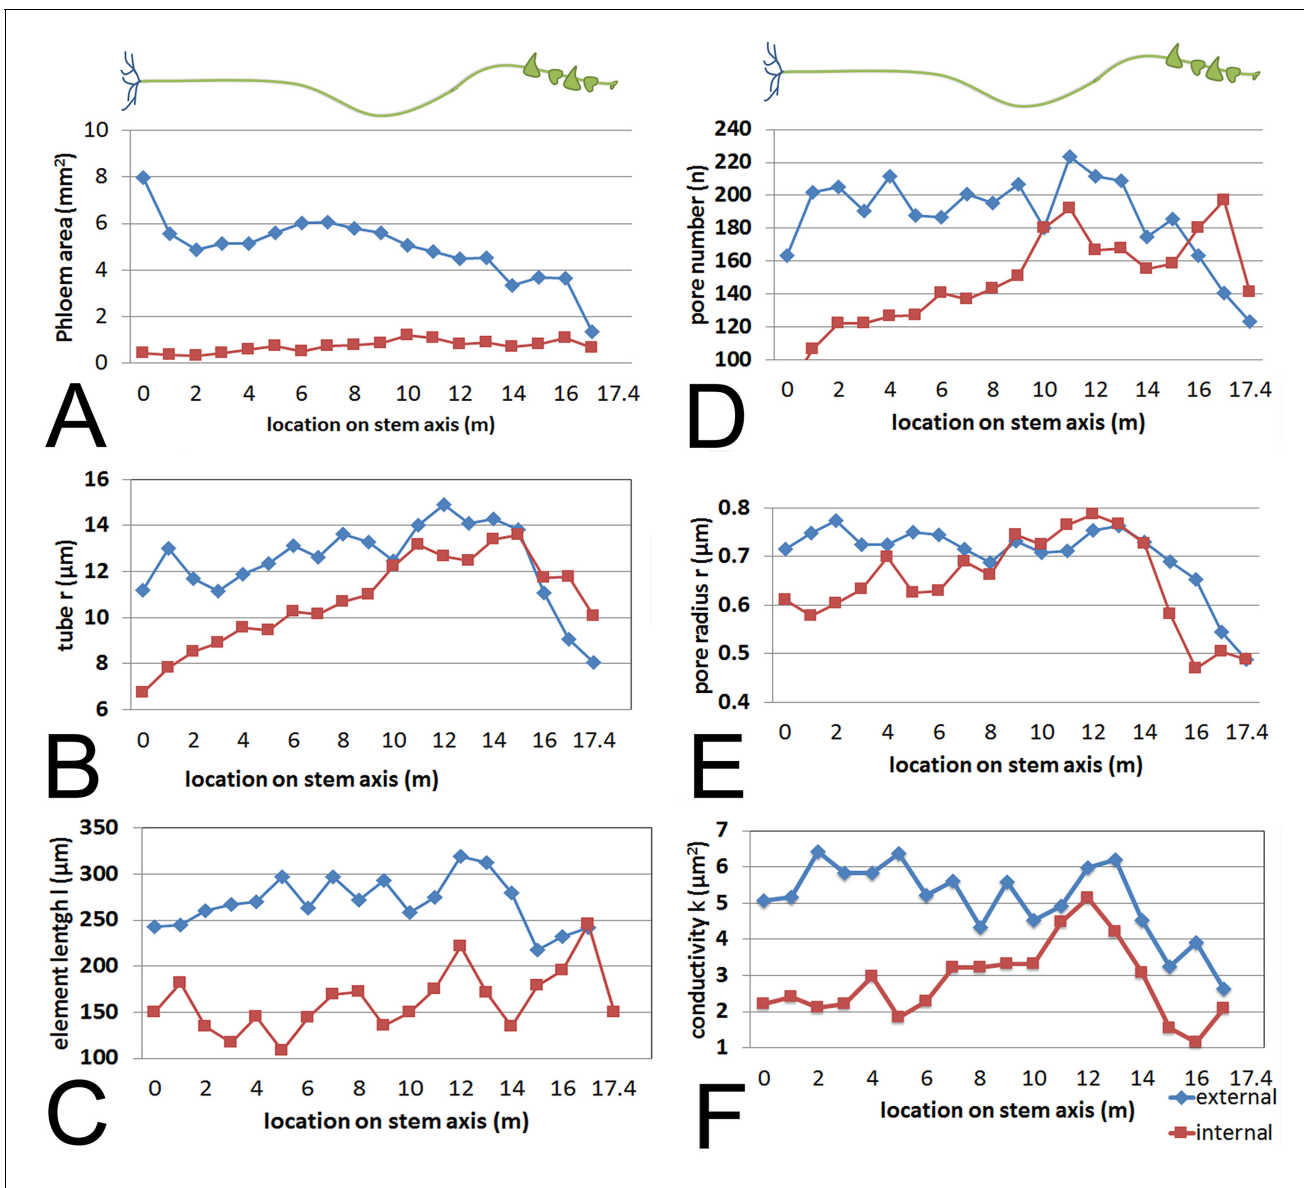 10
8
6
4
2
0
Phloem area (mm²)
0 2 4 6 8 10 12 14 16 17.4
location on stem axis (m)
A
16
14
12
10
8
6
tube r (µm)
0 2 4 6 8 10 12 14 16 17.4
location on stem axis (m)
B
350
300
250
200
150
100
element lentgh l (µm)
0 2 4 6 8 10 12 14 16 17.4
location on stem axis (m)
C
240
220
200
180
160
140
120
100
pore number (n)
0 2 4 6 8 10 12 14 16 17.4
location on stem axis (m)
D
0.8
0.7
0.6
0.5
0.4
pore radius r (µm)
0 2 4 6 8 10 12 14 16 17.4
location on stem axis (m)
E
7
6
5
4
3
2
1
conductivity k (µm²)
0 2 4 6 8 10 12 14 16 17.4
location on stem axis (m)
F
external
internal